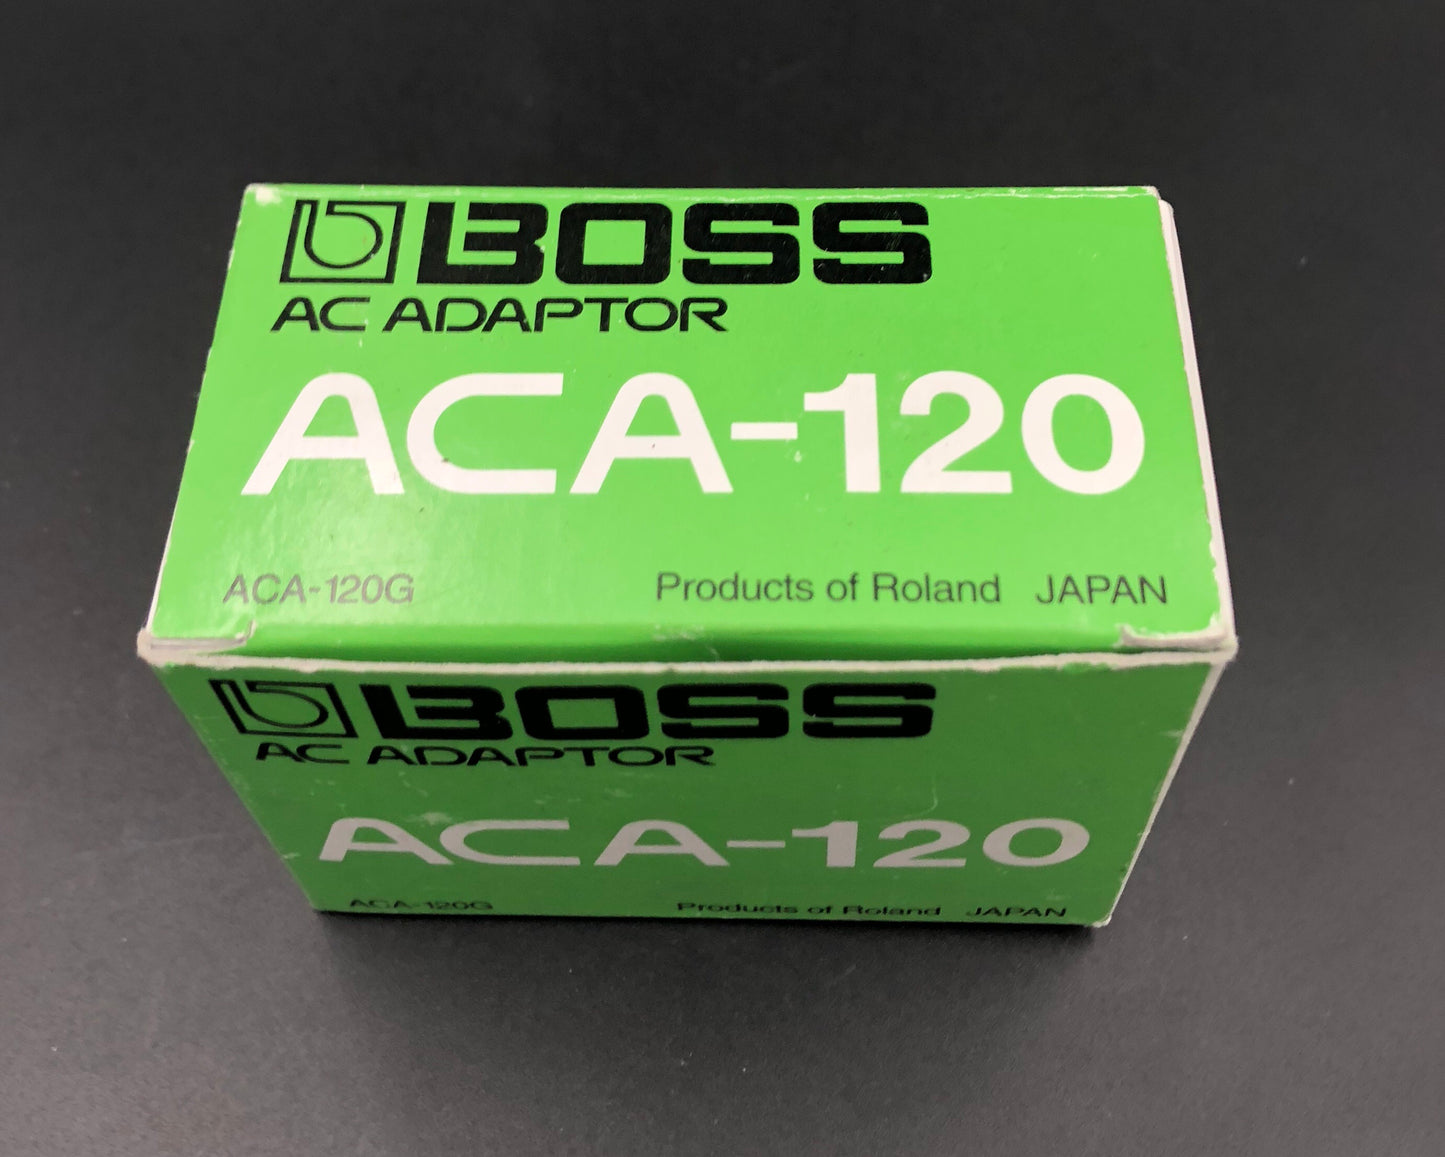 BOSS
AC ADAPTOR
ACA-120
ACA-120G Products of Roland JAPAN
BOSS
AC ADAPTOR
ACA-120
ACA-120G Products of Roland JAPAN